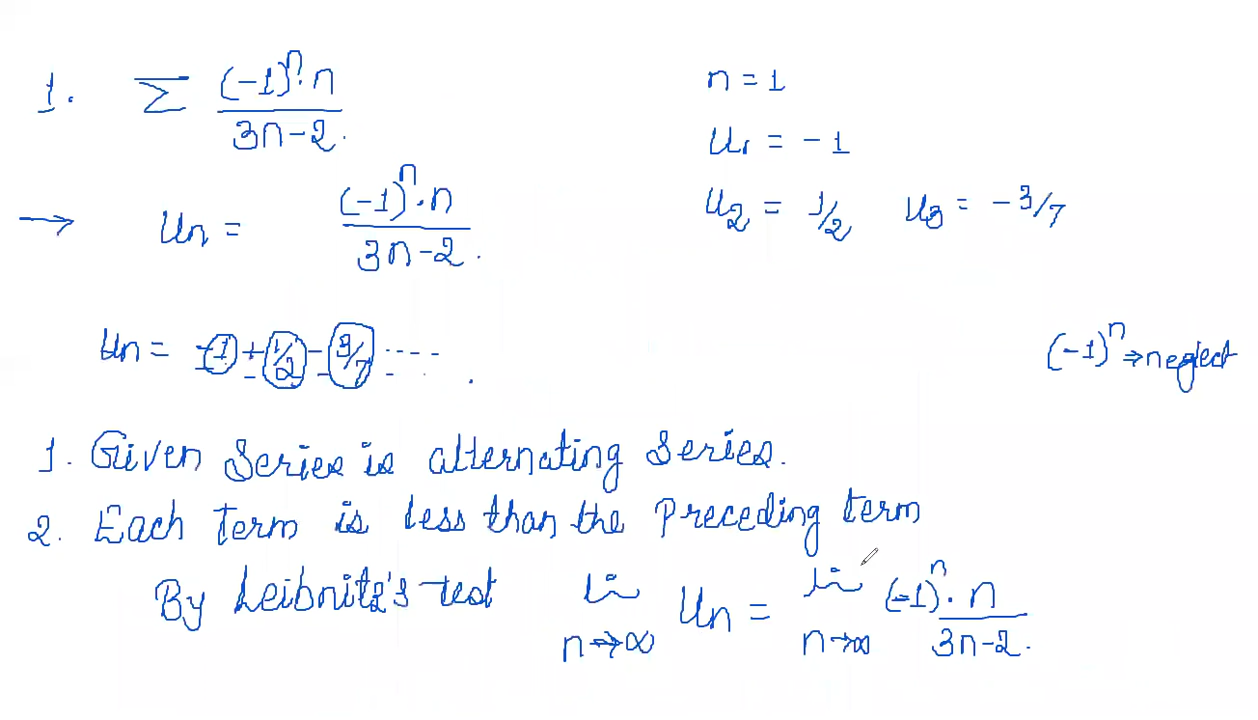 1. Σ (-1)^n · n / 3n-2.
n = 1
u₁ = -1
→ Un = (-1)^n · n / 3n-2.
u2 = 1/2 u3 = -3/7
Un = -1 + 1/2 - 3/7 ---- .
(-1)^n ⇒ neglect
1. Given Series is alternating Series.
2. Each term is less than the preceding term
By Leibnitz's test li n→∞ Un = li n→∞ (-1)^n · n / 3n-2.